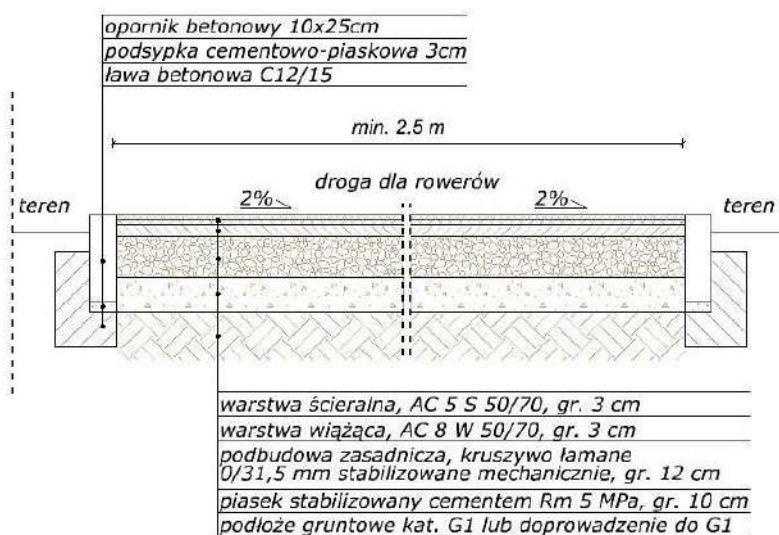 opornik betonowy 10x25cm
podsypka cementowo-piaskowa 3cm
ława betonowa C12/15
min. 2.5 m
droga dla rowerów
2%
2%
teren
teren
warstwa ścieralna, AC 5 S 50/70, gr. 3 cm
warstwa wiążąca, AC 8 W 50/70, gr. 3 cm
podbudowa zasadnicza, kruszywo łamane
0/31,5 mm stabilizowane mechanicznie, gr. 12 cm
piasek stabilizowany cementem Rm 5 MPa, gr. 10 cm
podłoże gruntowe kat. G1 lub doprowadzenie do G1